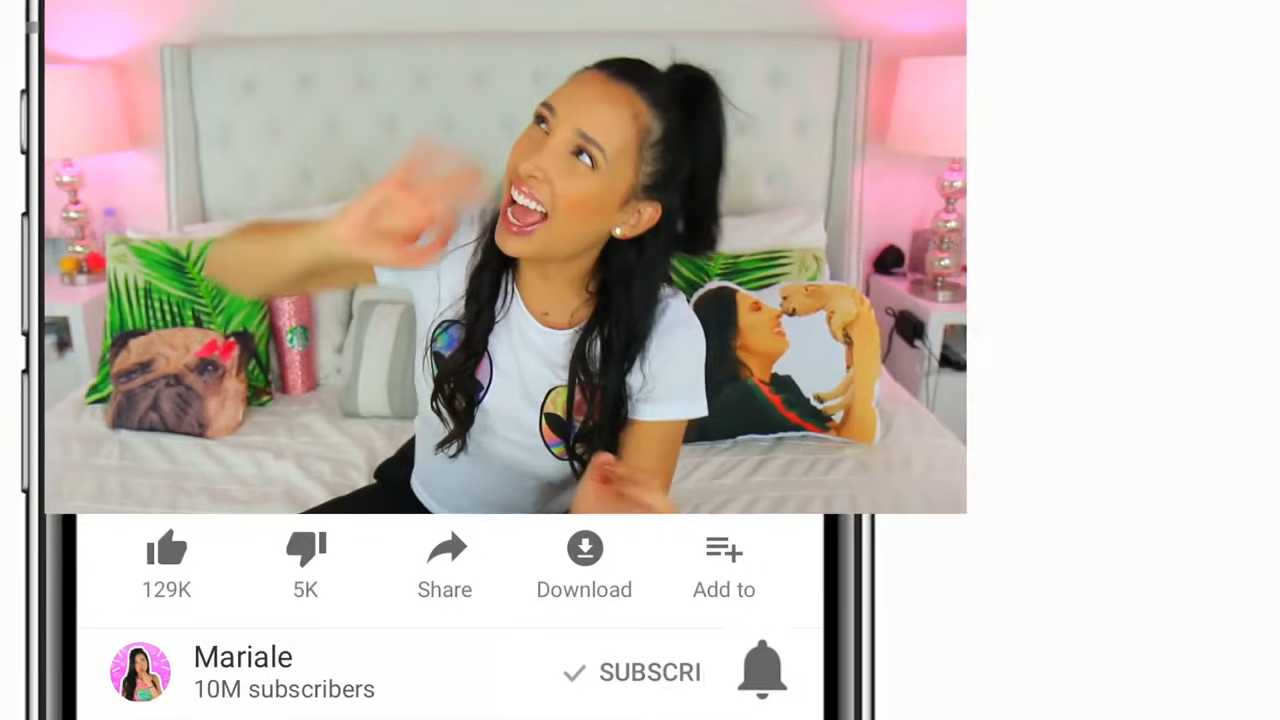 129K
5K
Share
Download
Add to
Mariale
SUBSCRI
10M subscribers